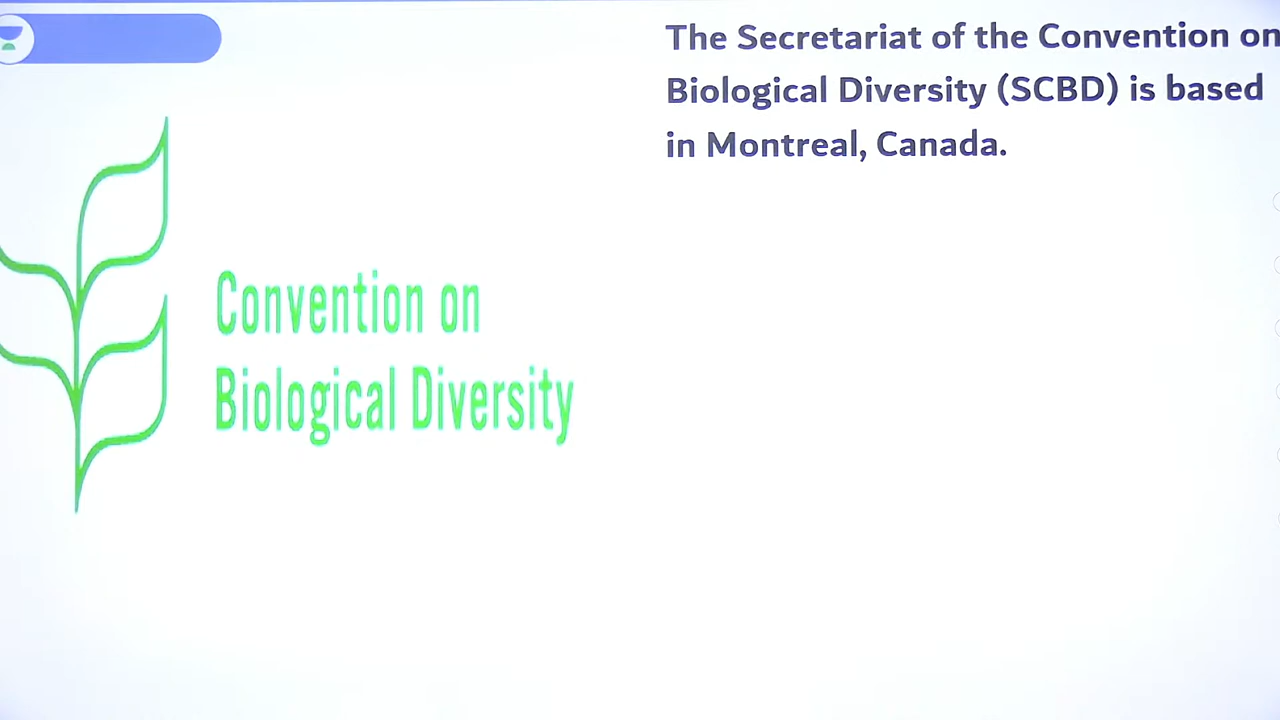 The Secretariat of the Convention on
Biological Diversity (SCBD) is based
in Montreal, Canada.
Convention on
Biological Diversity